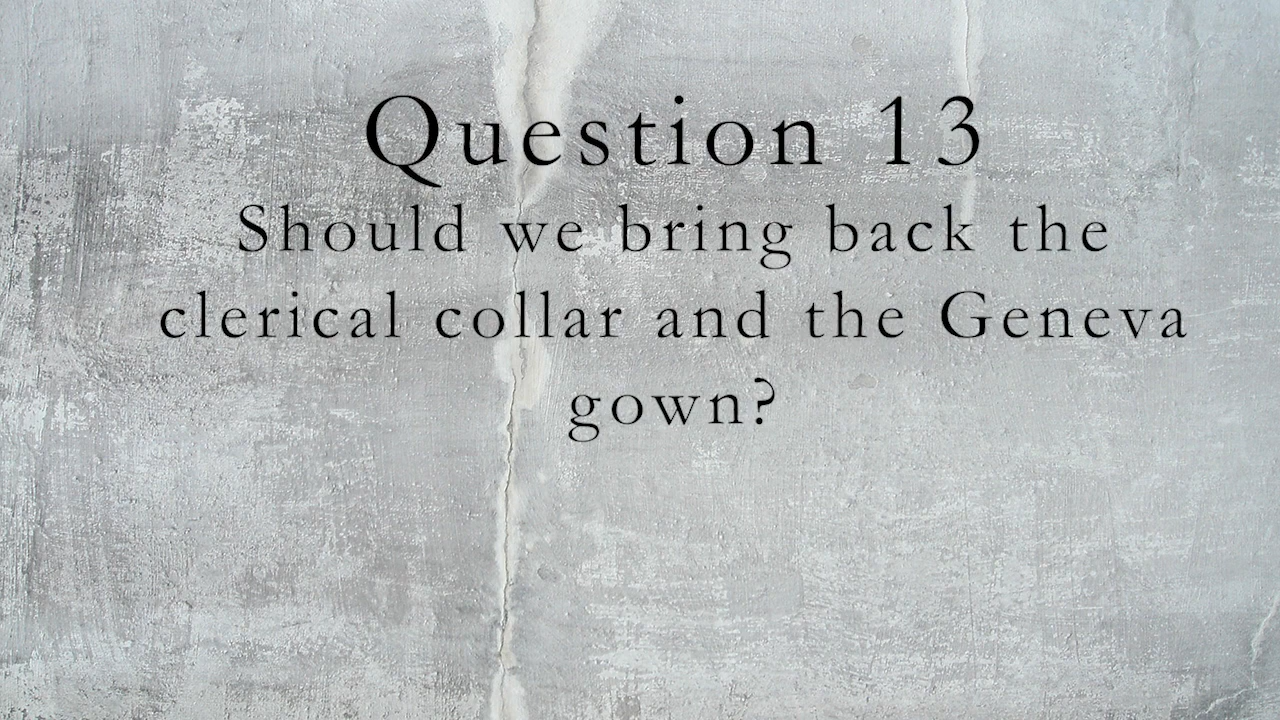 Question 13
Should we bring back the
clerical collar and the Geneva
gown?